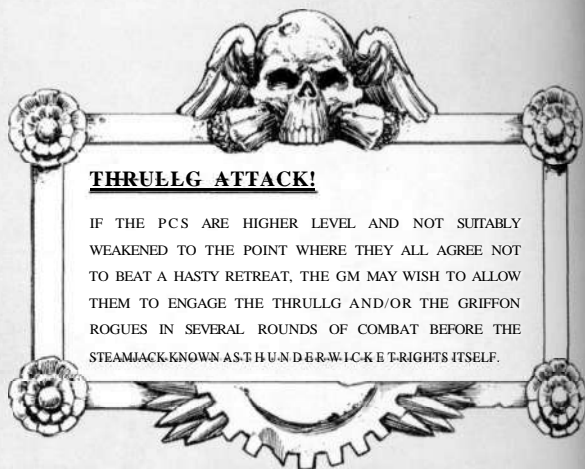 THRULLG ATTACK!
IF THE PCS ARE HIGHER LEVEL AND NOT SUITABLY
WEAKENED TO THE POINT WHERE THEY ALL AGREE NOT
TO BEAT A HASTY RETREAT, THE GM MAY WISH TO ALLOW
THEM TO ENGAGE THE THRULLG AND/OR THE GRIFFON
ROGUES IN SEVERAL ROUNDS OF COMBAT BEFORE THE
STEAMJACK KNOWN AS THUNDERWICKET RIGHTS ITSELF.